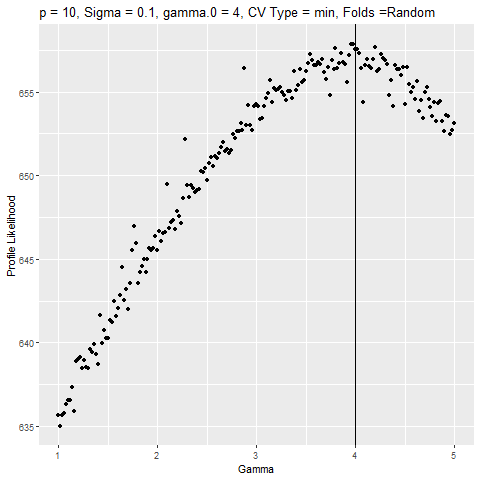 p = 10, Sigma = 0.1, gamma.0 = 4, CV Type = min, Folds =Random
Profile Likelihood
655
650
645
640
635
1 2 3 4 5
Gamma